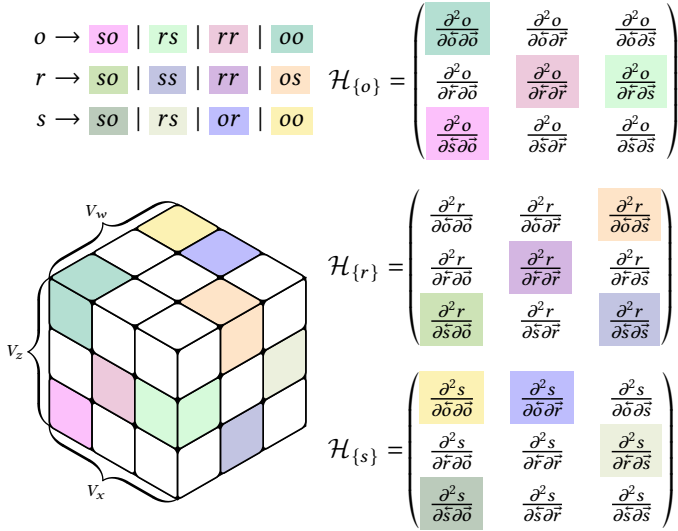 o → so | rs | rr | oo
r → so | ss | rr | os
s → so | rs | or | oo
∂²o/∂o⃖∂o⃗ ∂²o/∂o⃖∂r⃗ ∂²o/∂o⃖∂s⃗
ℋ{o} = ∂²o/∂r⃖∂o⃗ ∂²o/∂r⃖∂r⃗ ∂²o/∂r⃖∂s⃗
∂²o/∂s⃖∂o⃗ ∂²o/∂s⃖∂r⃗ ∂²o/∂s⃖∂s⃗
V_w
V_z
V_x
∂²r/∂o⃖∂o⃗ ∂²r/∂o⃖∂r⃗ ∂²r/∂o⃖∂s⃗
ℋ{r} = ∂²r/∂r⃖∂o⃗ ∂²r/∂r⃖∂r⃗ ∂²r/∂r⃖∂s⃗
∂²r/∂s⃖∂o⃗ ∂²r/∂s⃖∂r⃗ ∂²r/∂s⃖∂s⃗
∂²s/∂o⃖∂o⃗ ∂²s/∂o⃖∂r⃗ ∂²s/∂o⃖∂s⃗
ℋ{s} = ∂²s/∂r⃖∂o⃗ ∂²s/∂r⃖∂r⃗ ∂²s/∂r⃖∂s⃗
∂²s/∂s⃖∂o⃗ ∂²s/∂s⃖∂r⃗ ∂²s/∂s⃖∂s⃗